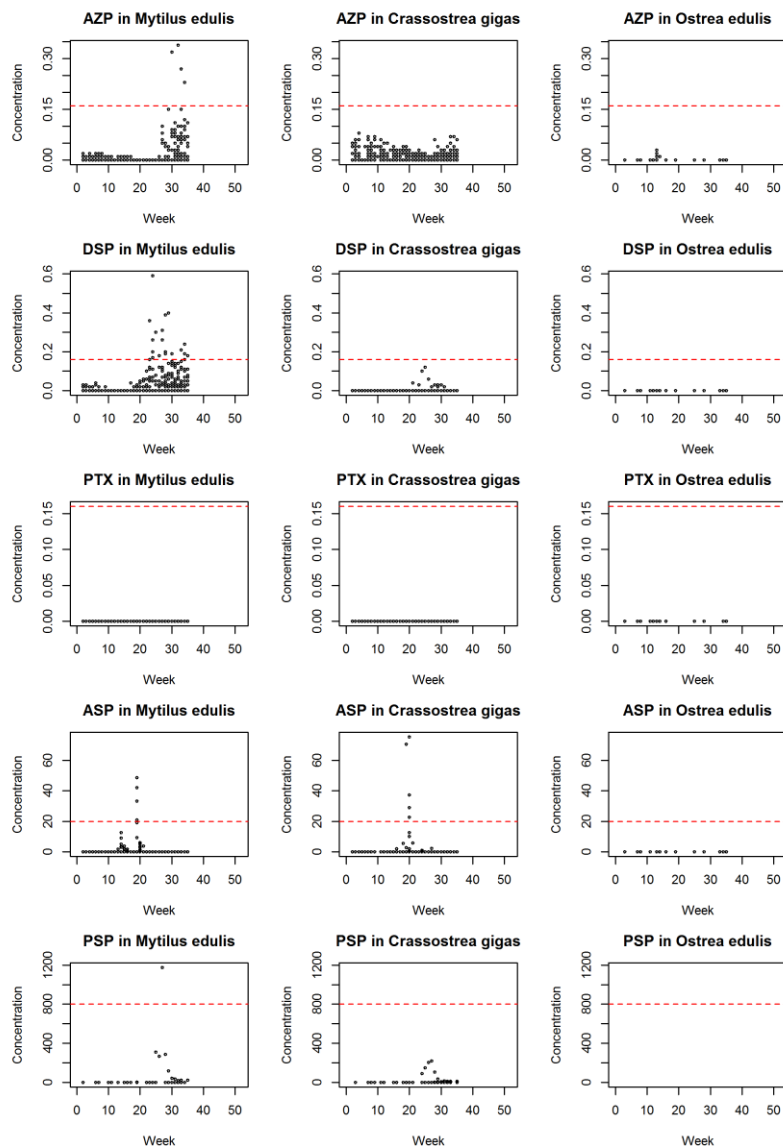 AZP in Mytilus edulis AZP in Crassostrea gigas AZP in Ostrea edulis
Concentration Concentration Concentration
0.30 0.30 0.30
0.15 0.15 0.15
0.00 0.00 0.00
0 10 20 30 40 50 0 10 20 30 40 50 0 10 20 30 40 50
Week Week Week
DSP in Mytilus edulis DSP in Crassostrea gigas DSP in Ostrea edulis
Concentration Concentration Concentration
0.6 0.6 0.6
0.4 0.4 0.4
0.2 0.2 0.2
0.0 0.0 0.0
0 10 20 30 40 50 0 10 20 30 40 50 0 10 20 30 40 50
Week Week Week
PTX in Mytilus edulis PTX in Crassostrea gigas PTX in Ostrea edulis
Concentration Concentration Concentration
0.15 0.15 0.15
0.10 0.10 0.10
0.05 0.05 0.05
0.00 0.00 0.00
0 10 20 30 40 50 0 10 20 30 40 50 0 10 20 30 40 50
Week Week Week
ASP in Mytilus edulis ASP in Crassostrea gigas ASP in Ostrea edulis
Concentration Concentration Concentration
60 60 60
40 40 40
20 20 20
0 0 0
0 10 20 30 40 50 0 10 20 30 40 50 0 10 20 30 40 50
Week Week Week
PSP in Mytilus edulis PSP in Crassostrea gigas PSP in Ostrea edulis
Concentration Concentration Concentration
1200 1200 1200
800 800 800
400 400 400
0 0 0
0 10 20 30 40 50 0 10 20 30 40 50 0 10 20 30 40 50
Week Week Week